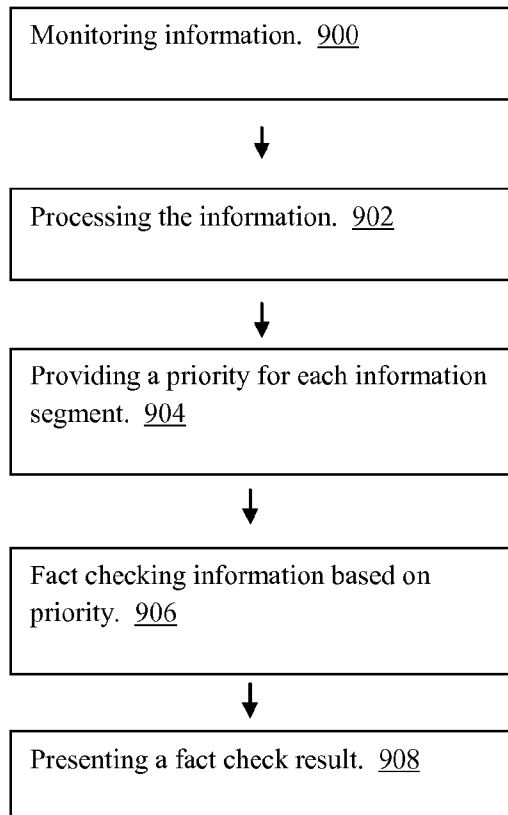 Monitoring information. 900
Processing the information. 902
Providing a priority for each information
segment. 904
Fact checking information based on
priority. 906
Presenting a fact check result. 908